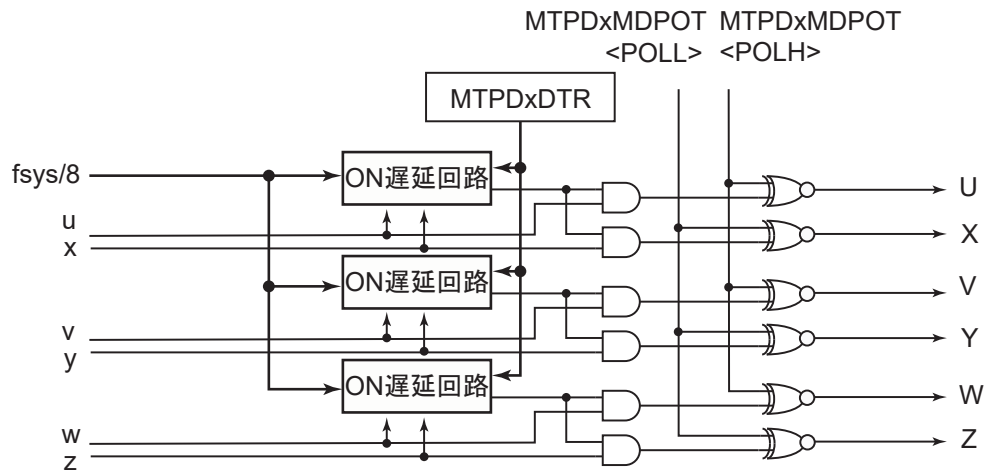 MTPDxMDPOT MTPDxMDPOT
<POLL> <POLH>
MTPDxDTR
fsys/8
ON遅延回路
U
u
X
x
ON遅延回路
V
v
Y
y
ON遅延回路
W
w
Z
z